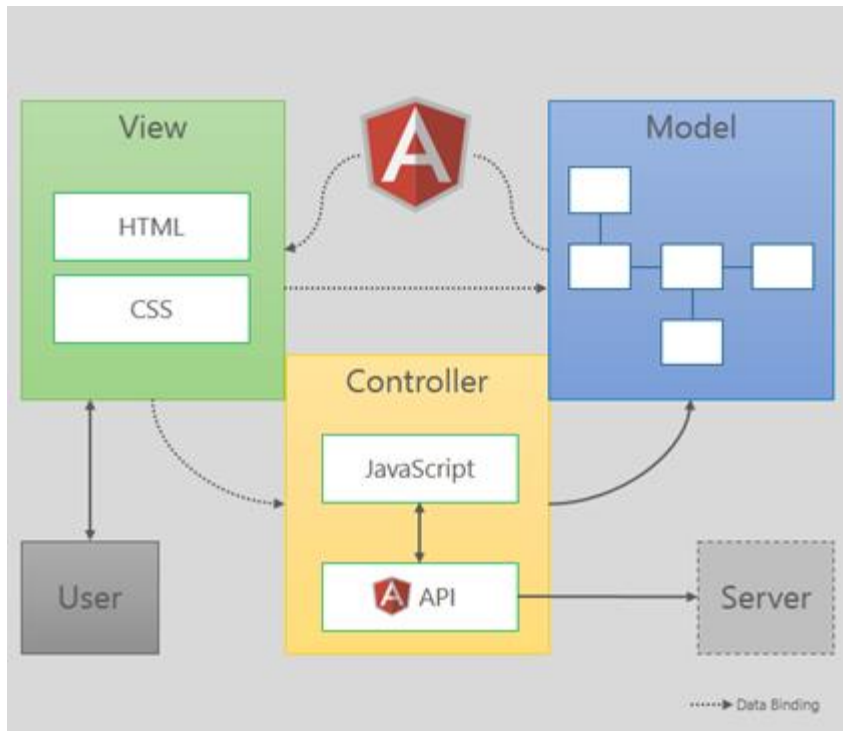 View
Model
HTML
CSS
Controller
JavaScript
API
User
Server
Data Binding